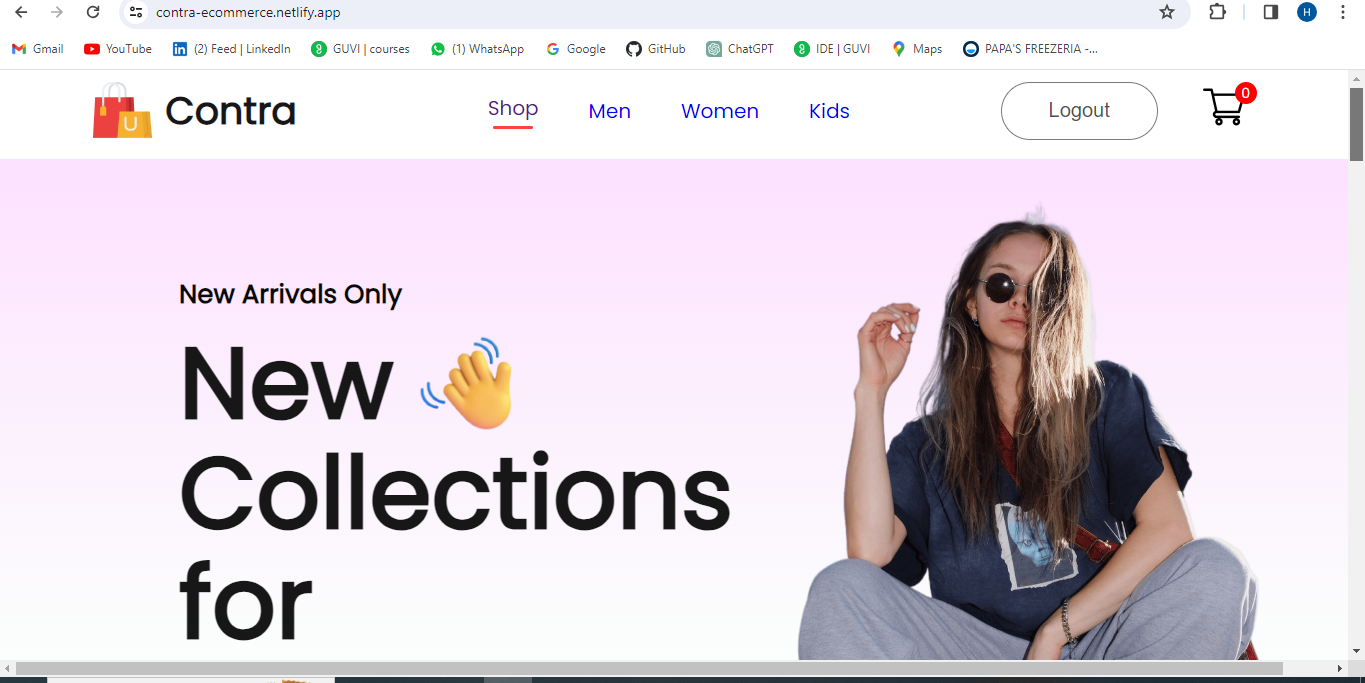 contra-ecommerce.netlify.app
H
Gmail
YouTube
(2) Feed | LinkedIn
GUVI | courses
(1) WhatsApp
Google
GitHub
ChatGPT
IDE | GUVI
Maps
PAPA'S FREEZERIA -...
U
Contra
Shop
Men
Women
Kids
Logout
0
New Arrivals Only
New
Collections
for